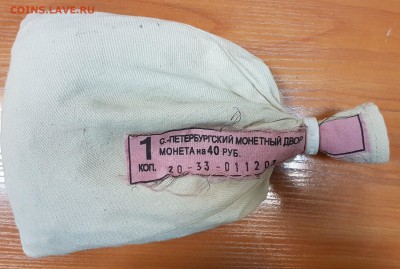 COINS.LAVE.RU
1 С.-ПЕТЕРБУРГСКИЙ МОНЕТНЫЙ ДВОР
МОНЕТА на 40 РУБ.
КОП. 20-33-01120